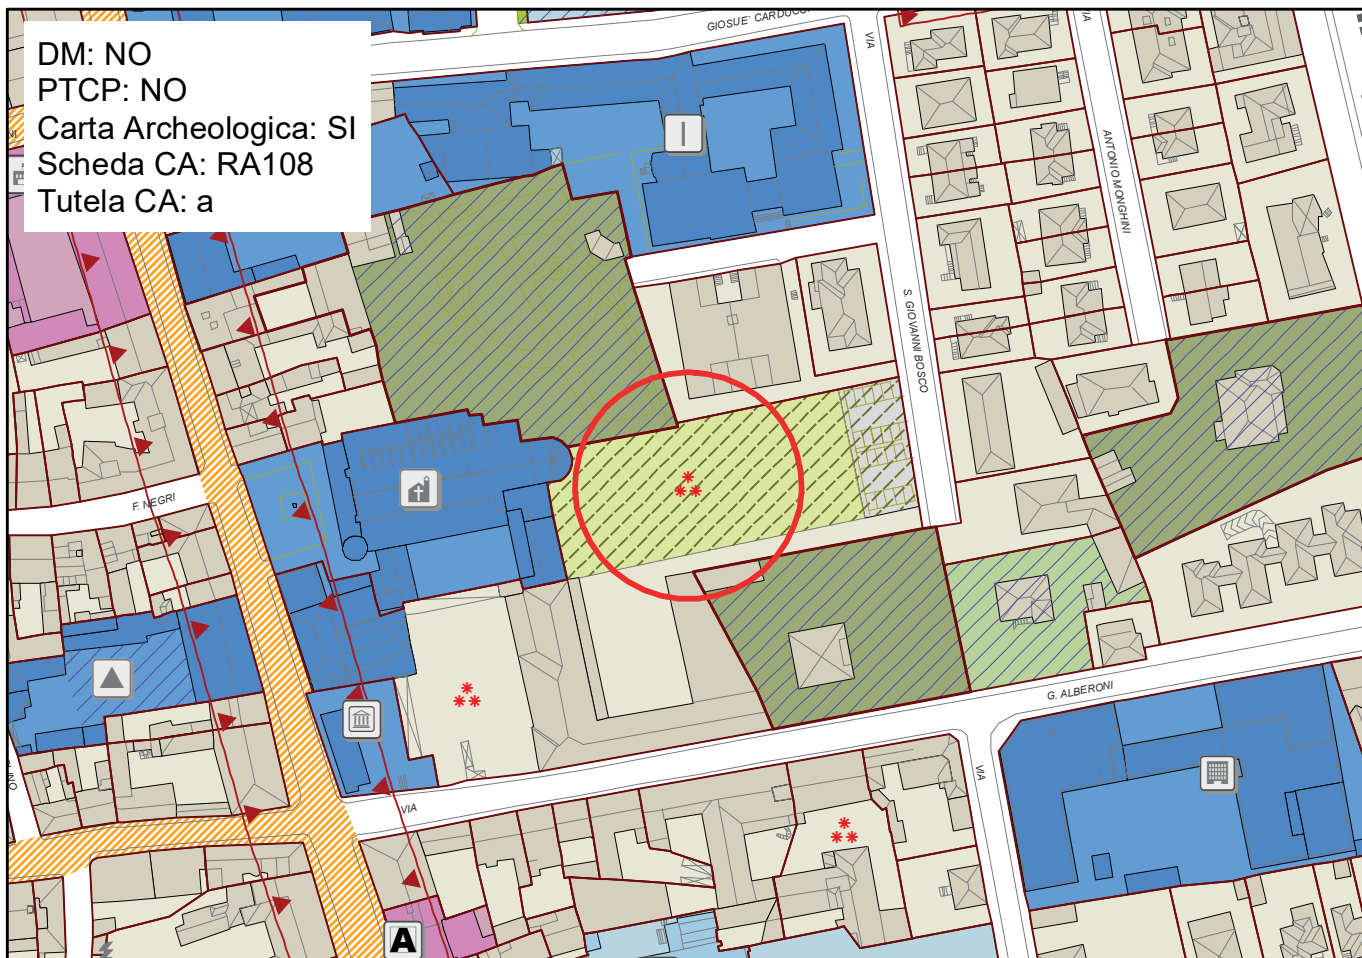 DM: NO
PTCP: NO
Carta Archeologica: SI
Scheda CA: RA108
Tutela CA: a
GIOSUE' CARDUCCI
VIA
VIA
ANTONIO MONGHINI
S. GIOVANNI BOSCO
F. NEGRI
G. ALBERONI
VIA
VIA
A